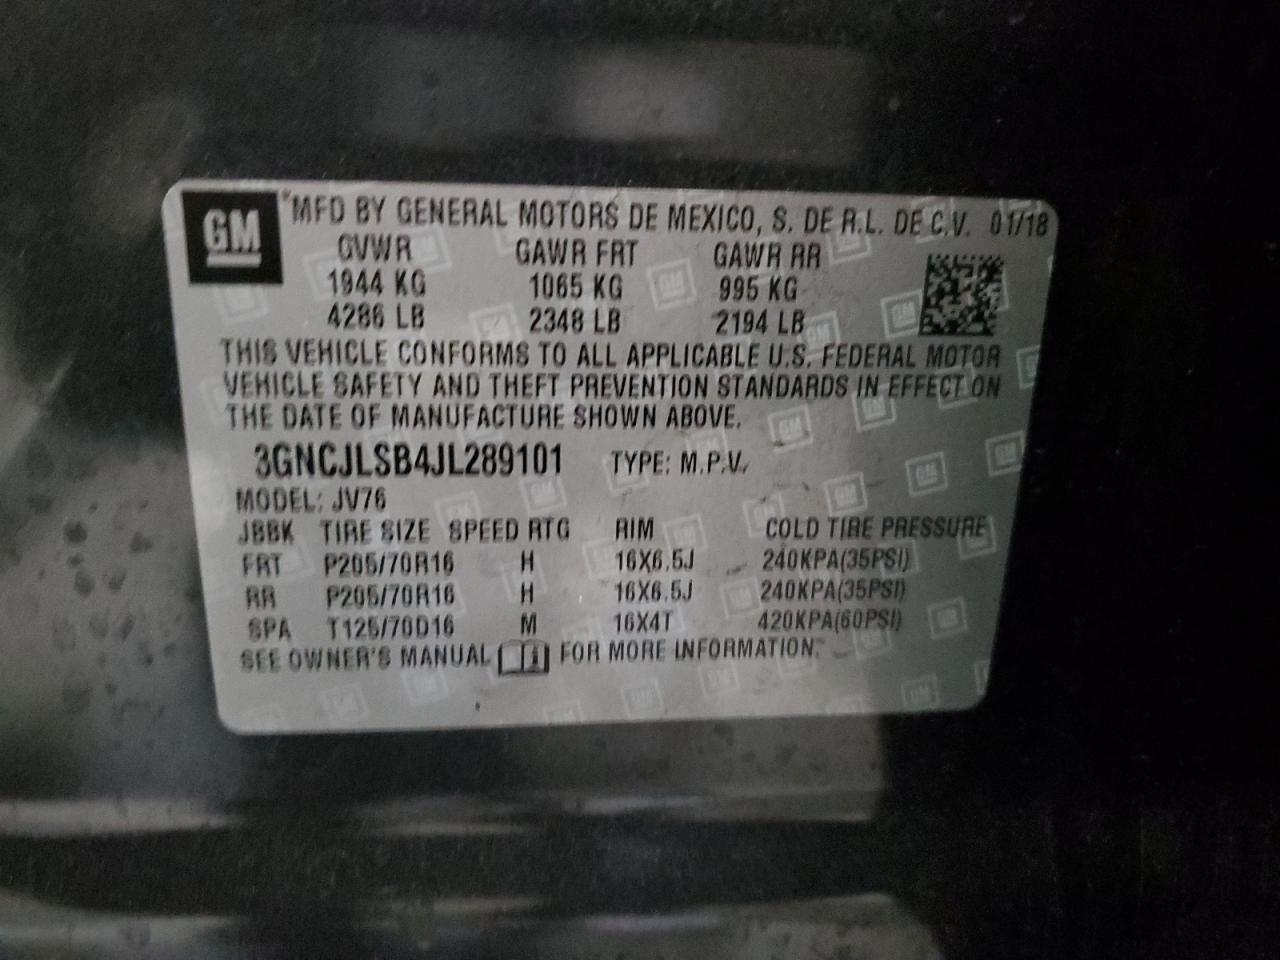 GM
MFD BY GENERAL MOTORS DE MEXICO, S. DE R.L. DE C.V. 01/18
GVWR GAWR FRT GAWR RR
1944 KG 1065 KG 995 KG
4286 LB 2348 LB 2194 LB
THIS VEHICLE CONFORMS TO ALL APPLICABLE U.S. FEDERAL MOTOR
VEHICLE SAFETY AND THEFT PREVENTION STANDARDS IN EFFECT ON
THE DATE OF MANUFACTURE SHOWN ABOVE.
3GNCJLSB4JL289101 TYPE: M.P.V.
MODEL: JV76
JBBK TIRE SIZE SPEED RTG RIM COLD TIRE PRESSURE
FRT P205/70R16 H 16X6.5J 240KPA(35PSI)
RR P205/70R16 H 16X6.5J 240KPA(35PSI)
SPA T125/70D16 M 16X4T 420KPA(60PSI)
SEE OWNER'S MANUAL FOR MORE INFORMATION.